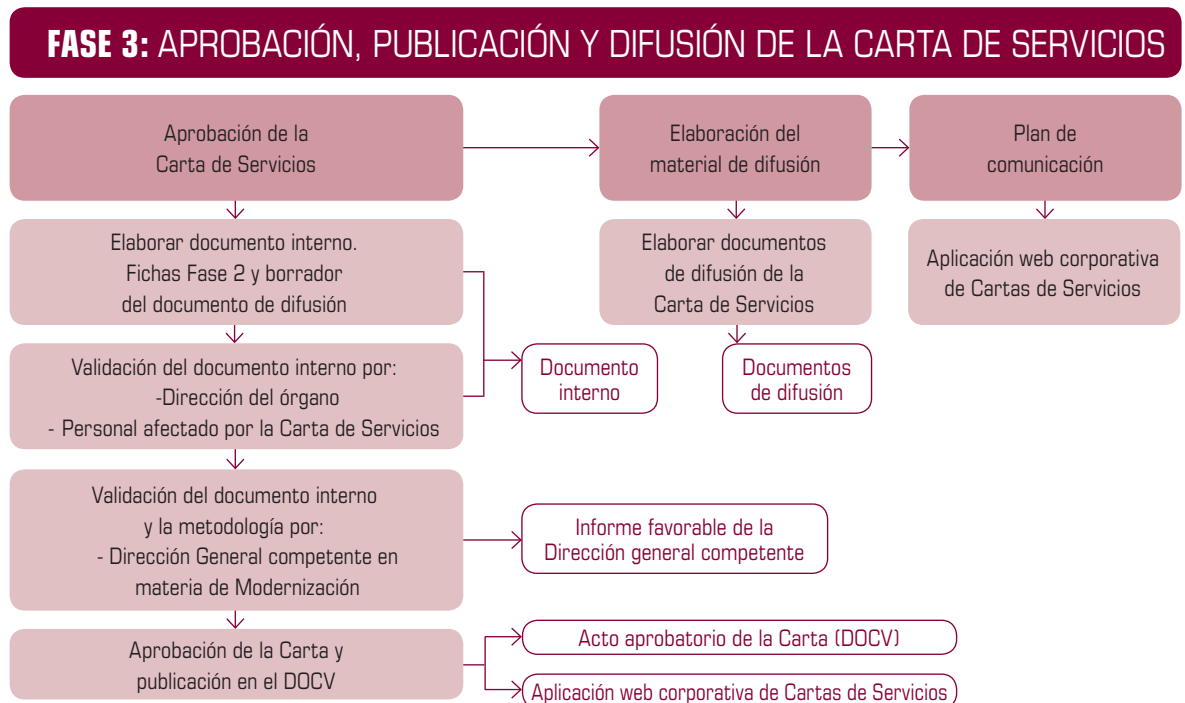 FASE 3: APROBACIÓN, PUBLICACIÓN Y DIFUSIÓN DE LA CARTA DE SERVICIOS
Aprobación de la
Carta de Servicios
Elaboración del
material de difusión
Plan de
comunicación
Elaborar documento interno.
Fichas Fase 2 y borrador
del documento de difusión
Elaborar documentos
de difusión de la
Carta de Servicios
Aplicación web corporativa
de Cartas de Servicios
Validación del documento interno por:
-Dirección del órgano
- Personal afectado por la Carta de Servicios
Documento
interno
Documentos
de difusión
Validación del documento interno
y la metodología por:
- Dirección General competente en
materia de Modernización
Informe favorable de la
Dirección general competente
Aprobación de la Carta y
publicación en el DOCV
Acto aprobatorio de la Carta (DOCV)
Aplicación web corporativa de Cartas de Servicios